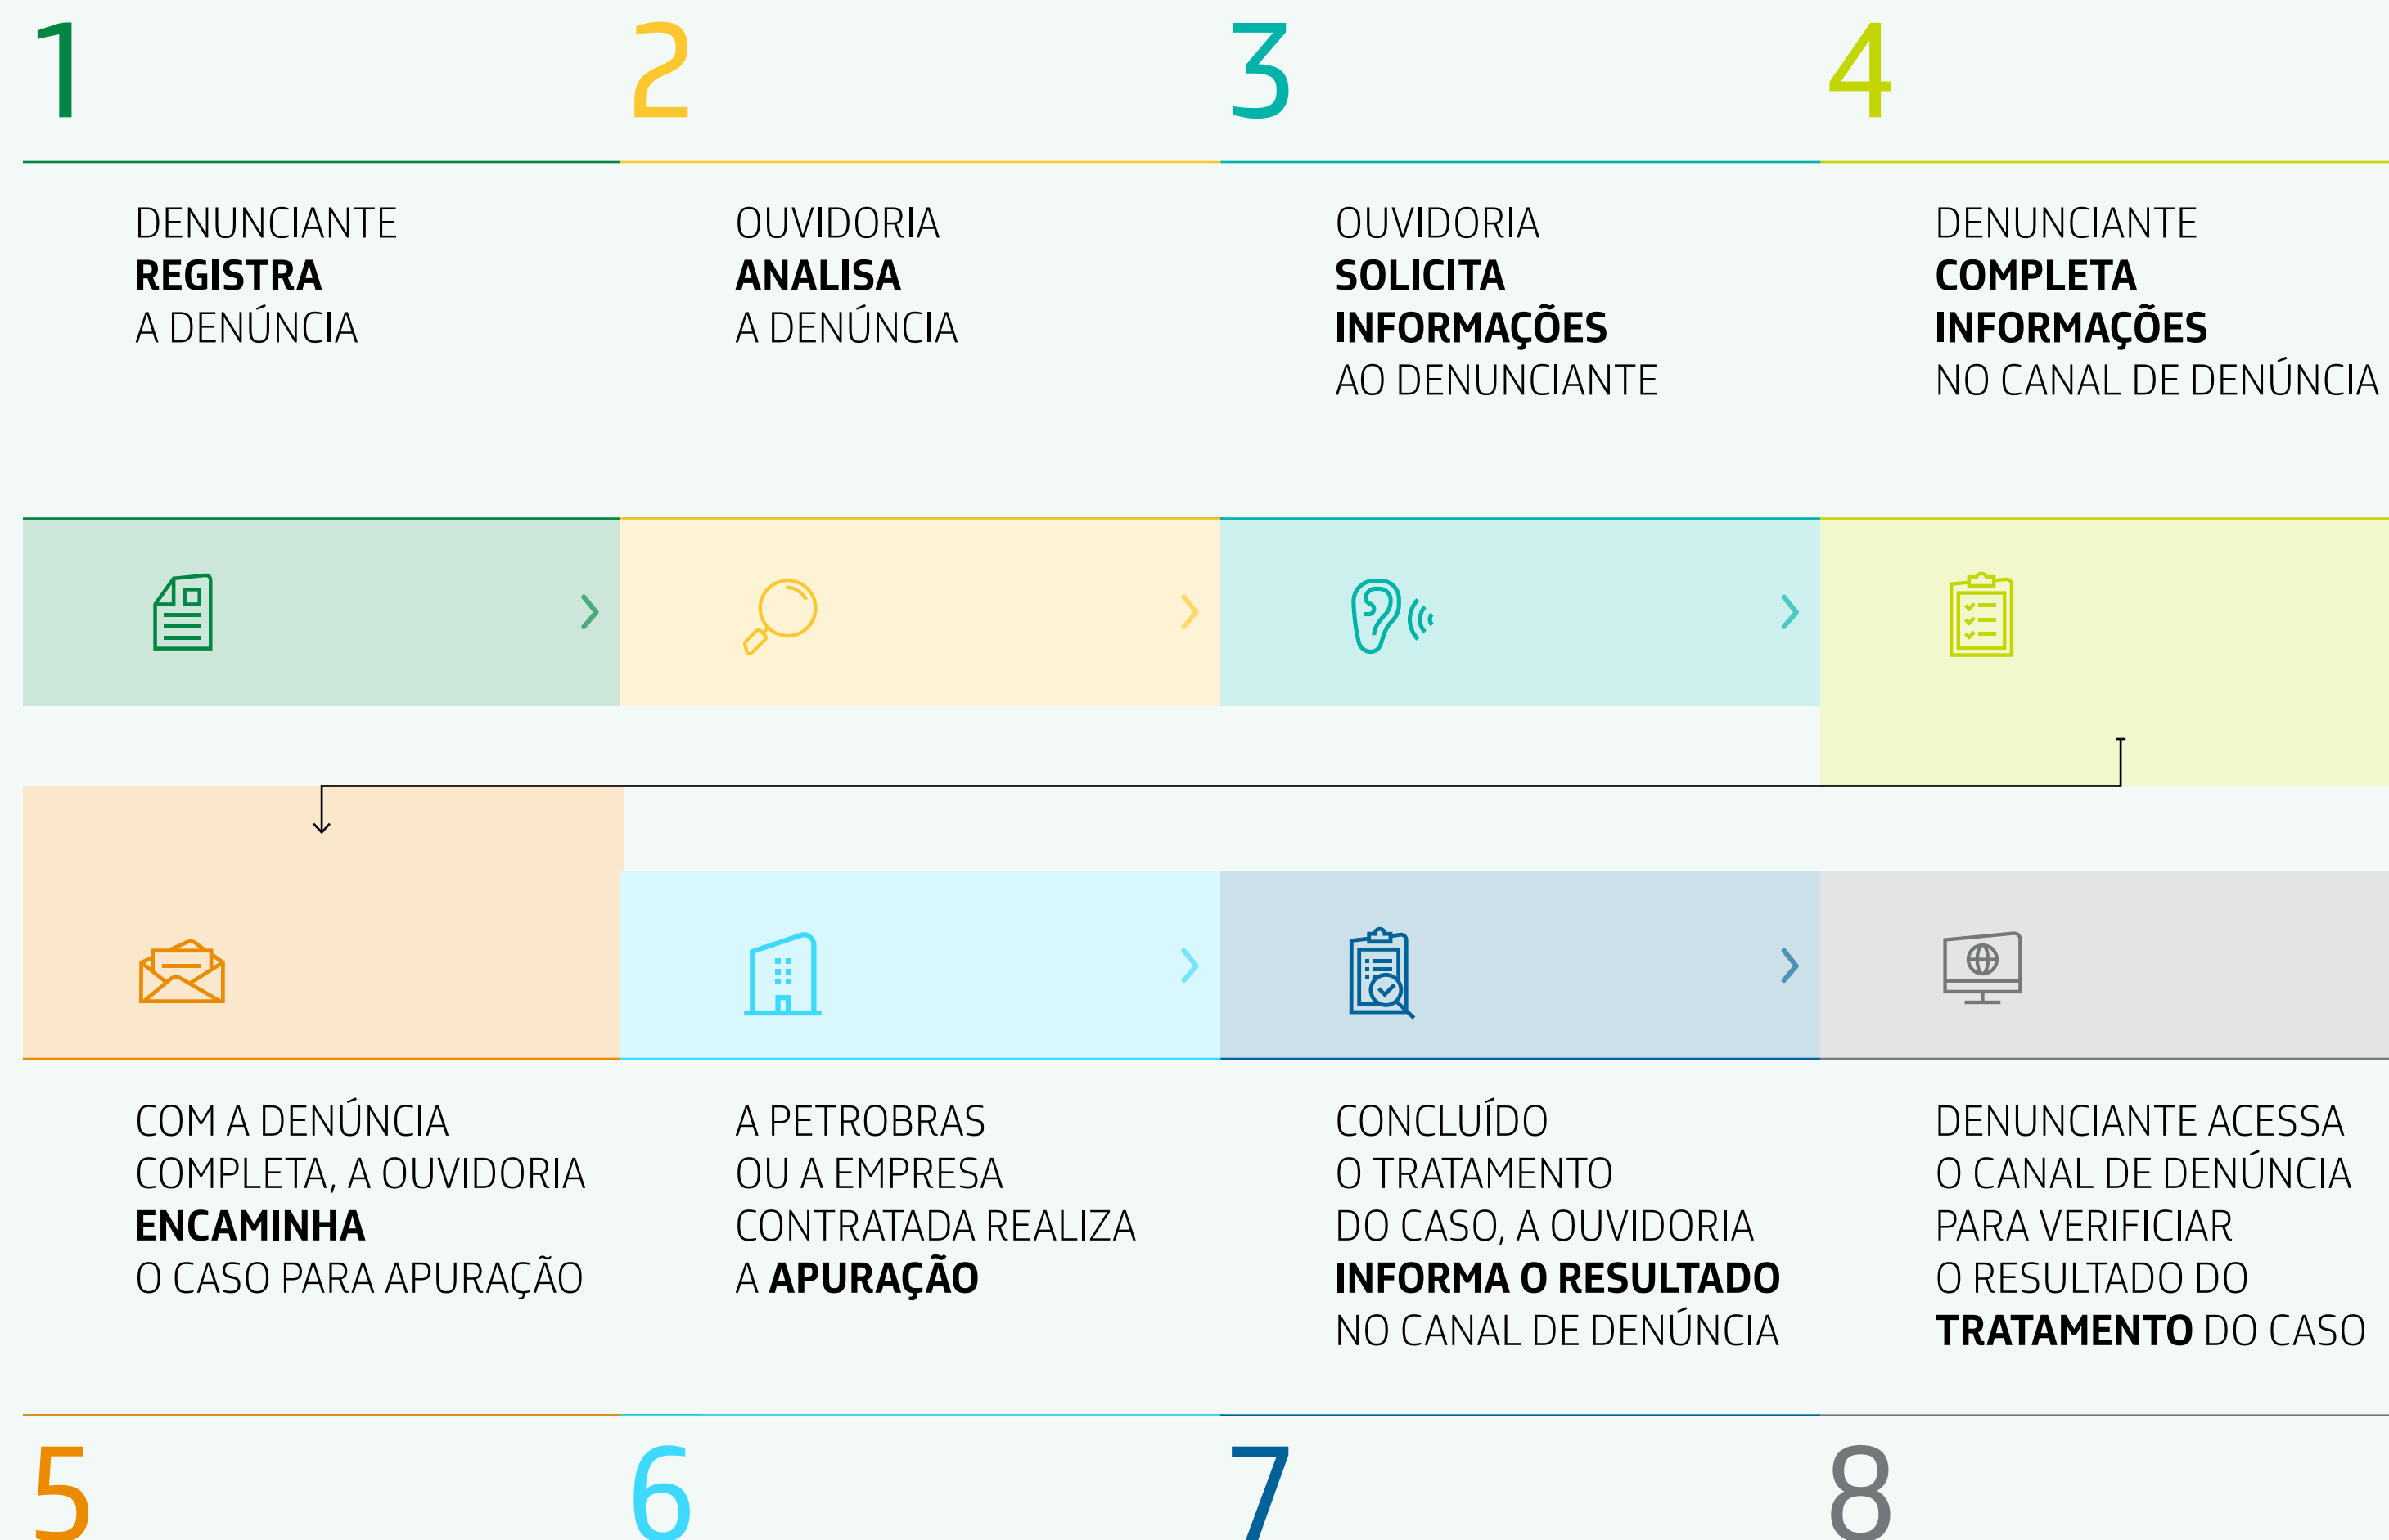 1
DENUNCIANTE
REGISTRA
A DENÚNCIA
2
OUVIDORIA
ANALISA
A DENÚNCIA
3
OUVIDORIA
SOLICITA
INFORMAÇÕES
AO DENUNCIANTE
4
DENUNCIANTE
COMPLETA
INFORMAÇÕES
NO CANAL DE DENÚNCIA
COM A DENÚNCIA
COMPLETA, A OUVIDORIA
ENCAMINHA
O CASO PARA APURAÇÃO
5
A PETROBRAS
OU A EMPRESA
CONTRATADA REALIZA
A APURAÇÃO
6
CONCLUÍDO
O TRATAMENTO
DO CASO, A OUVIDORIA
INFORMA O RESULTADO
NO CANAL DE DENÚNCIA
7
DENUNCIANTE ACESSA
O CANAL DE DENÚNCIA
PARA VERIFICIAR
O RESULTADO DO
TRATAMENTO DO CASO
8